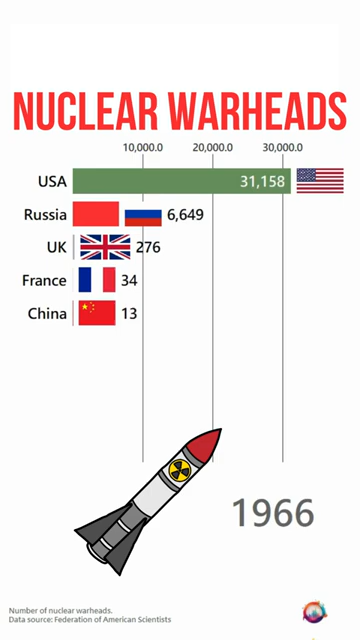 NUCLEAR WARHEADS
10,000.0 20,000.0 30,000.0
USA 31,158
Russia 6,649
UK 276
France 34
China 13
1966
Number of nuclear warheads.
Data source: Federation of American Scientists